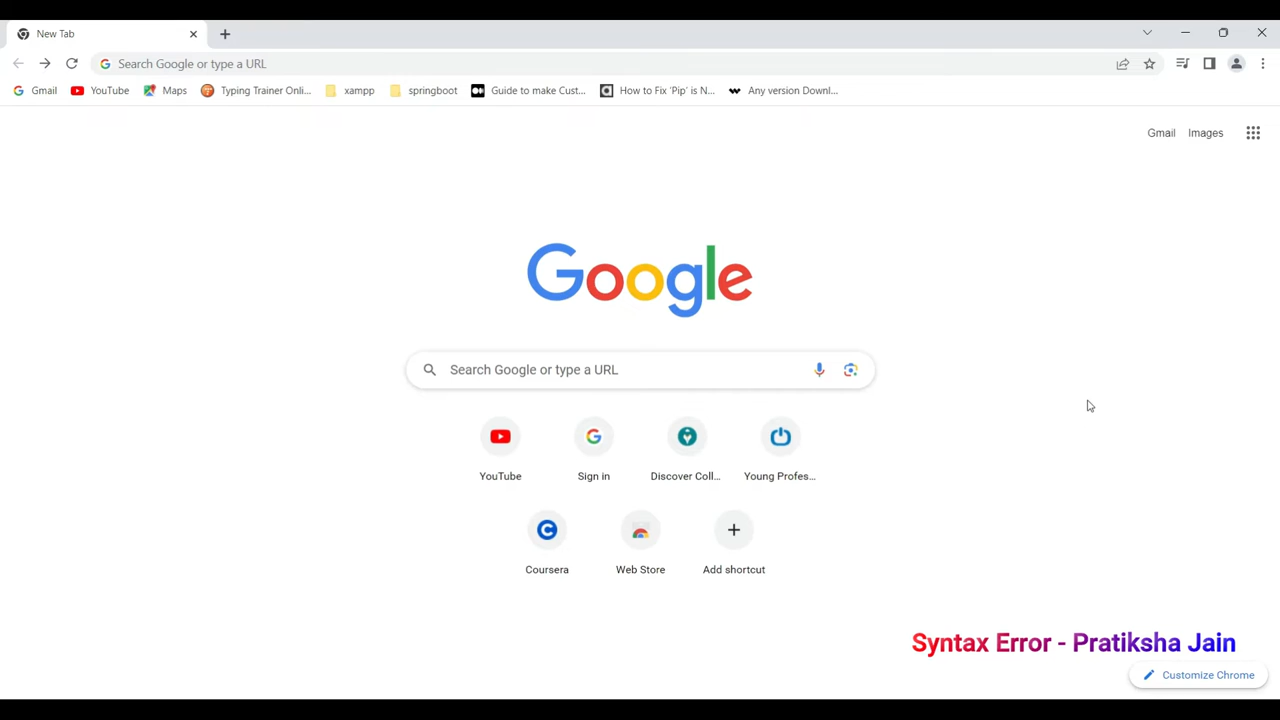 New Tab
Search Google or type a URL
Gmail YouTube Maps Typing Trainer Onli... xampp springboot Guide to make Cust... How to Fix 'Pip' is N... Any version Downl...
Gmail Images
Google
Search Google or type a URL
YouTube Sign in Discover Coll... Young Profes...
Coursera Web Store Add shortcut
Syntax Error - Pratiksha Jain
Customize Chrome